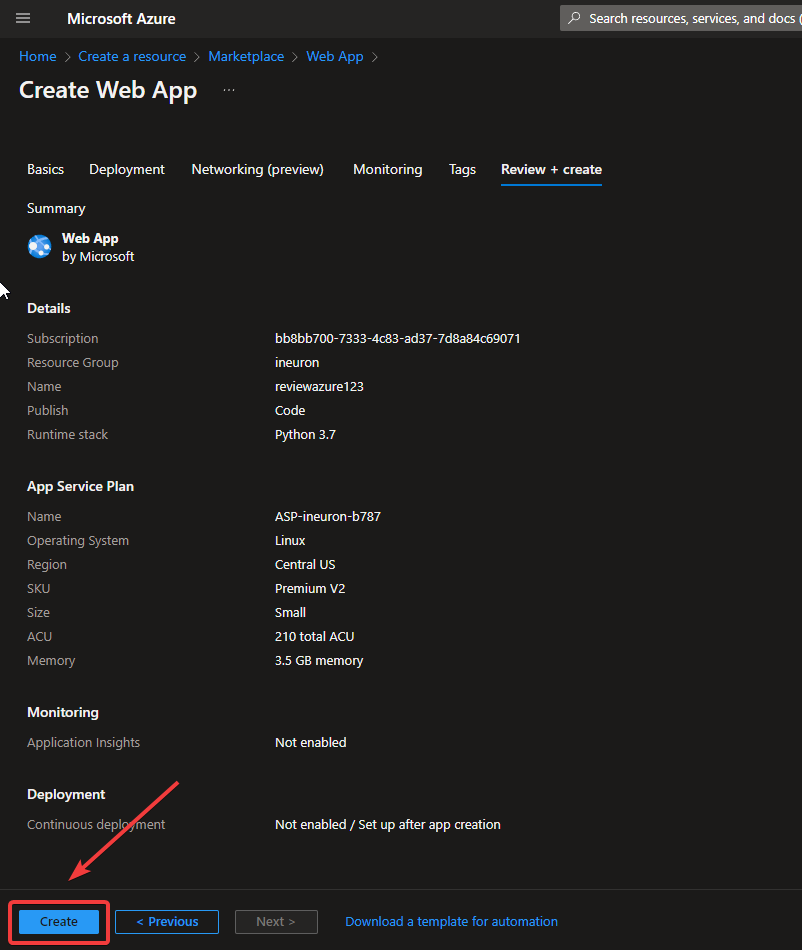 Microsoft Azure
Search resources, services, and docs (
Home > Create a resource > Marketplace > Web App >
Create Web App ...
Basics Deployment Networking (preview) Monitoring Tags Review + create
Summary
Web App
by Microsoft
Details
Subscription bb8bb700-7333-4c83-ad37-7d8a84c69071
Resource Group ineuron
Name reviewazure123
Publish Code
Runtime stack Python 3.7
App Service Plan
Name ASP-ineuron-b787
Operating System Linux
Region Central US
SKU Premium V2
Size Small
ACU 210 total ACU
Memory 3.5 GB memory
Monitoring
Application Insights Not enabled
Deployment
Continuous deployment Not enabled / Set up after app creation
Create < Previous Next > Download a template for automation